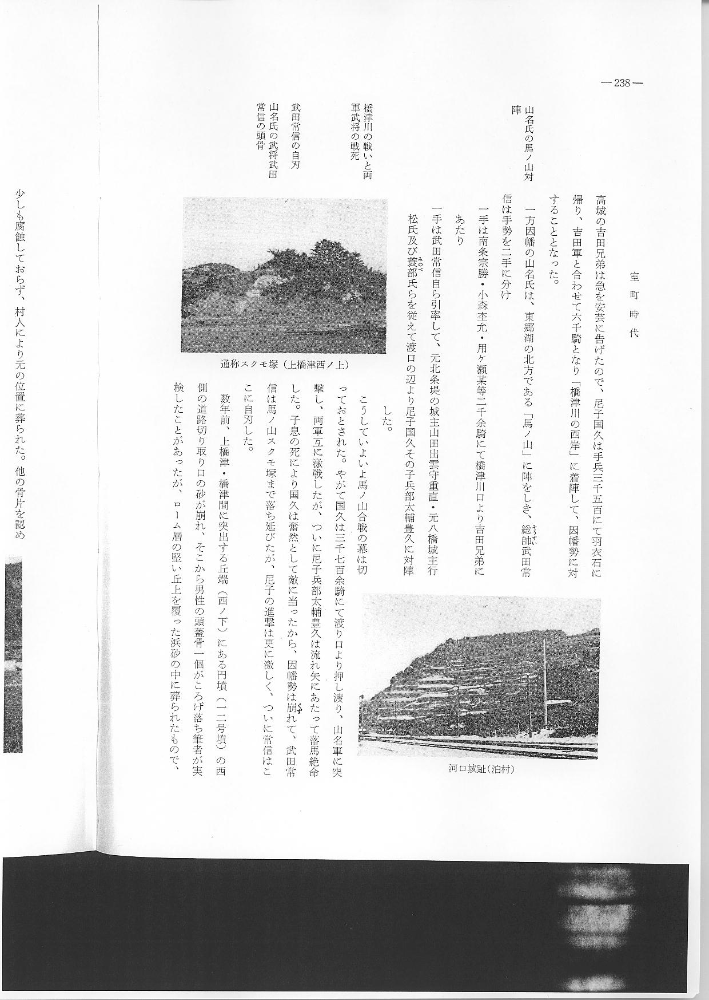 ―238―
室町時代
高城の吉田兄弟は急を安芸に告げたので、尼子国久は手兵三千五百にて羽衣石に
帰り、吉田軍と合わせて六千騎となり「橋津川の西岸」に着陣して、因幡勢に対
することとなった。
山名氏の馬ノ山対
陣
一方因幡の山名氏は、東郷湖の北方である「馬ノ山」に陣をしき、総帥武田常
そうすい
信は手勢を二手に分け
一手は南条宗勝・小森杢允・用ケ瀬某等二千余騎にて橋津川口より吉田兄弟に
あたり
一手は武田常信自ら引率して、元北条堤の城主山田出雲守重直・元八橋城主行
松氏及び蓑部氏らを従えて渡口の辺より尼子国久その子兵部太輔豊久に対陣
みのべ
した。
河口城趾(泊村)
橋津川の戦いと両
軍武将の戦死
こうしていよいよ馬ノ山合戦の幕は切
っておとされた。やがて国久は三千七百余騎にて渡り口より押し渡り、山名軍に突
撃し、両軍互に激戦したが、ついに尼子兵部太輔豊久は流れ矢にあたって落馬絶命
した。子息の死により国久は奮然として敵に当ったから、因幡勢は崩れて、武田常
くず
武田常信の自刃
信は馬ノ山スクモ塚まで落ち延びたが、尼子の進撃は更に激しく、ついに常信はこ
こに自刃した。
通称スクモ塚(上橋津西ノ上)
山名氏の武将武田
常信の頭骨
数年前、上橋津・橋津間に突出する丘端(西ノ下)にある円墳(一二号墳)の西
側の道路切り取り口の砂が崩れ、そこから男性の頭蓋骨一個がころげ落ち筆者が実
検したことがあったが、ローム層の堅い丘上を覆った浜砂の中に葬られたもので、
少しも腐蝕しておらず、村人により元の位置に葬られた。他の骨片を認め